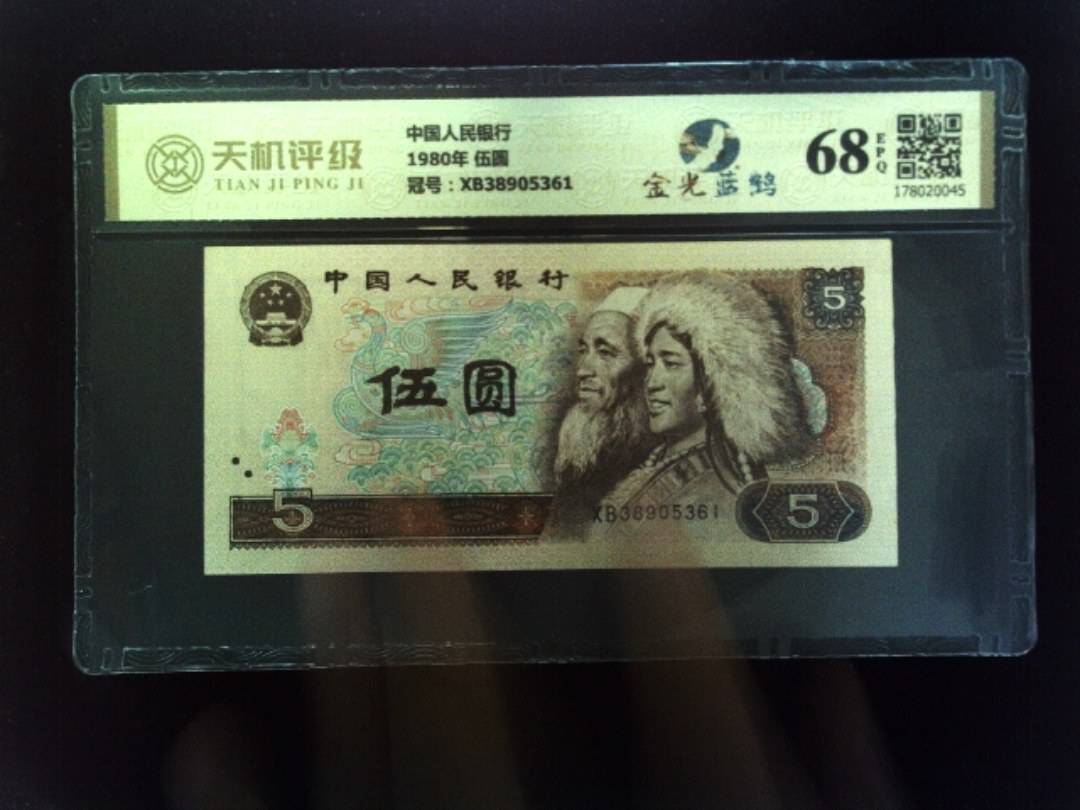 天机评级
TIAN JI PING JI
中国人民银行
1980年 伍圆
冠号：XB38905361
金光蓝鹤
68
EPQ
178020045
中国人民银行
5
伍圆
5
XB38905361
5